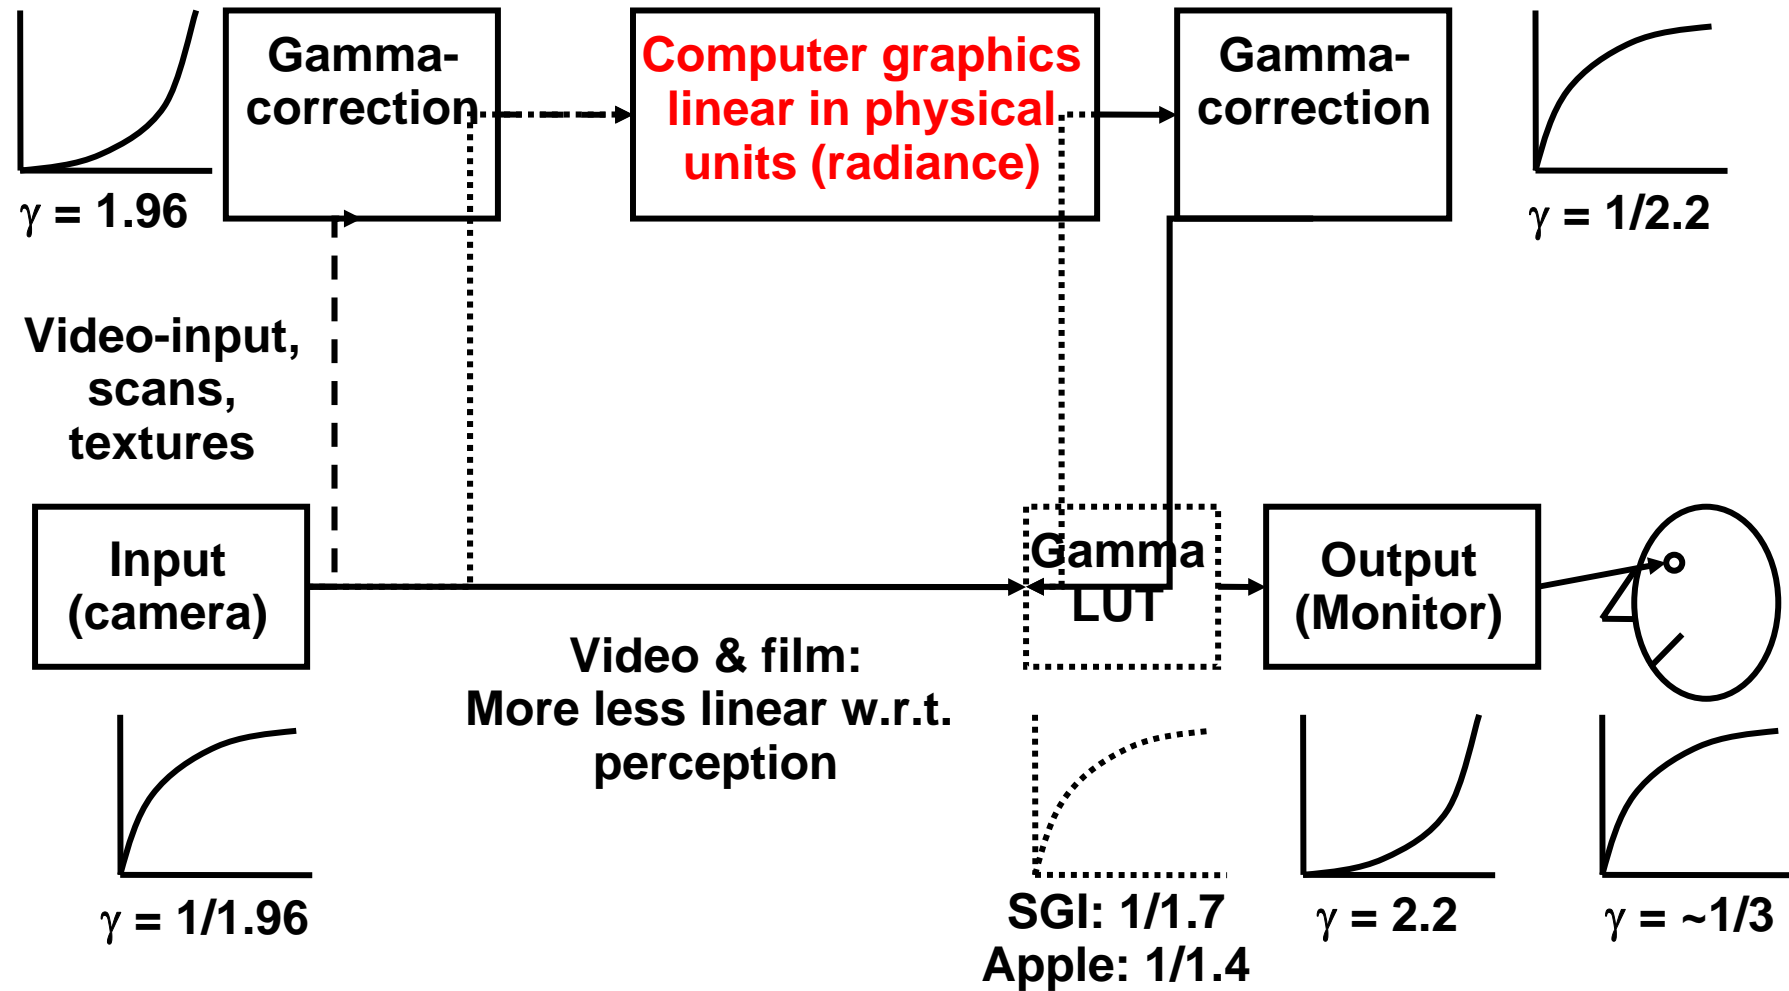 Gamma-
correction
Computer graphics
linear in physical
units (radiance)
Gamma-
correction
γ = 1.96
γ = 1/2.2
Video-input,
scans,
textures
Input
(camera)
Gamma
LUT
Output
(Monitor)
Video & film:
More less linear w.r.t.
perception
γ = 1/1.96
SGI: 1/1.7
Apple: 1/1.4
γ = 2.2
γ = ~1/3